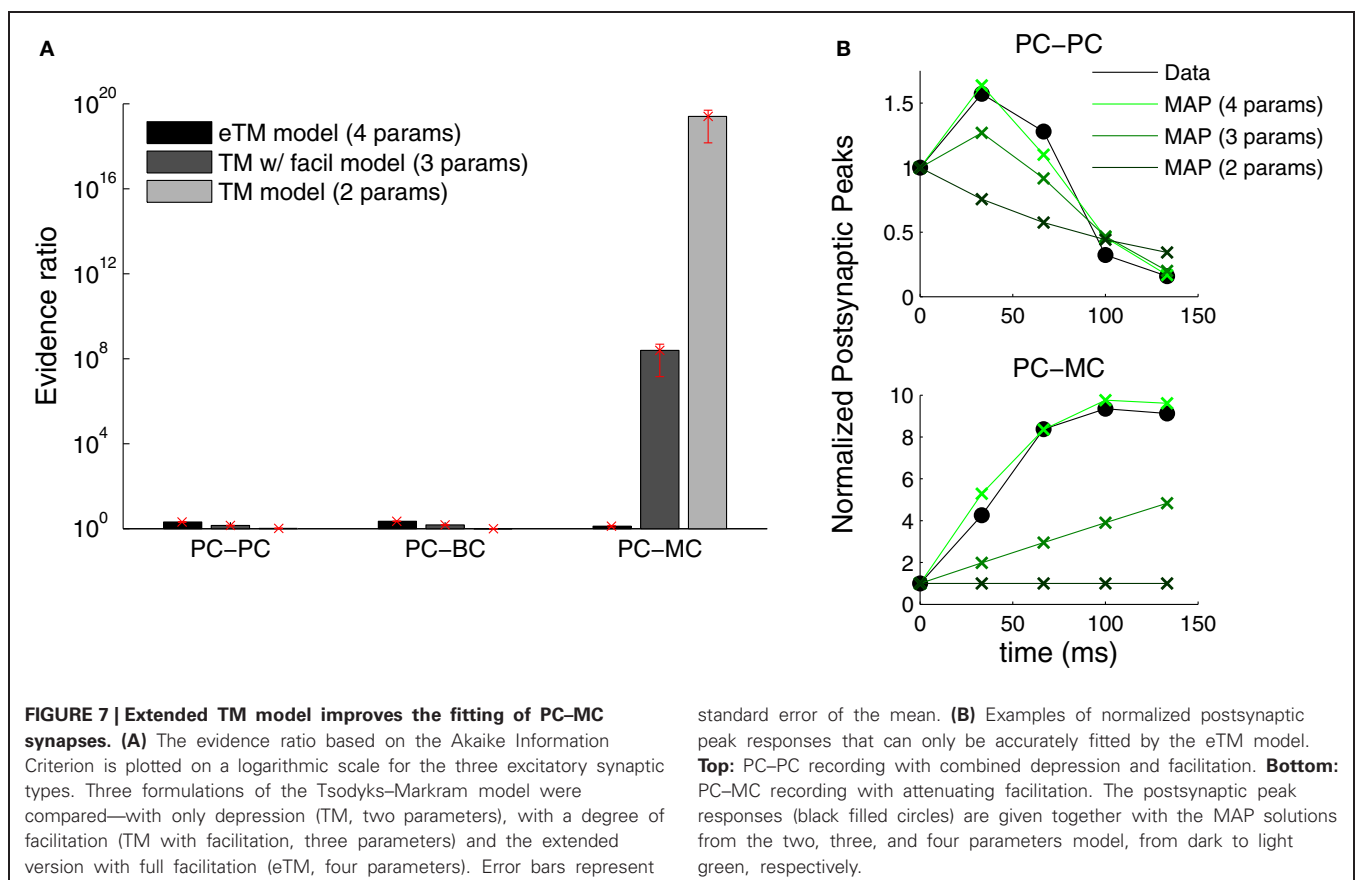 A
10^20
10^16
10^12
10^8
10^4
10^0
Evidence ratio
eTM model (4 params)
TM w/ facil model (3 params)
TM model (2 params)
PC–PC
PC–BC
PC–MC
B
PC–PC
Data
MAP (4 params)
MAP (3 params)
MAP (2 params)
1.5
1
0.5
0
0
50
100
150
Normalized Postsynaptic Peaks
PC–MC
10
8
6
4
2
0
0
50
100
150
time (ms)
FIGURE 7 | Extended TM model improves the fitting of PC–MC
synapses. (A) The evidence ratio based on the Akaike Information
Criterion is plotted on a logarithmic scale for the three excitatory synaptic
types. Three formulations of the Tsodyks–Markram model were
compared—with only depression (TM, two parameters), with a degree of
facilitation (TM with facilitation, three parameters) and the extended
version with full facilitation (eTM, four parameters). Error bars represent
standard error of the mean. (B) Examples of normalized postsynaptic
peak responses that can only be accurately fitted by the eTM model.
Top: PC–PC recording with combined depression and facilitation. Bottom:
PC–MC recording with attenuating facilitation. The postsynaptic peak
responses (black filled circles) are given together with the MAP solutions
from the two, three, and four parameters model, from dark to light
green, respectively.